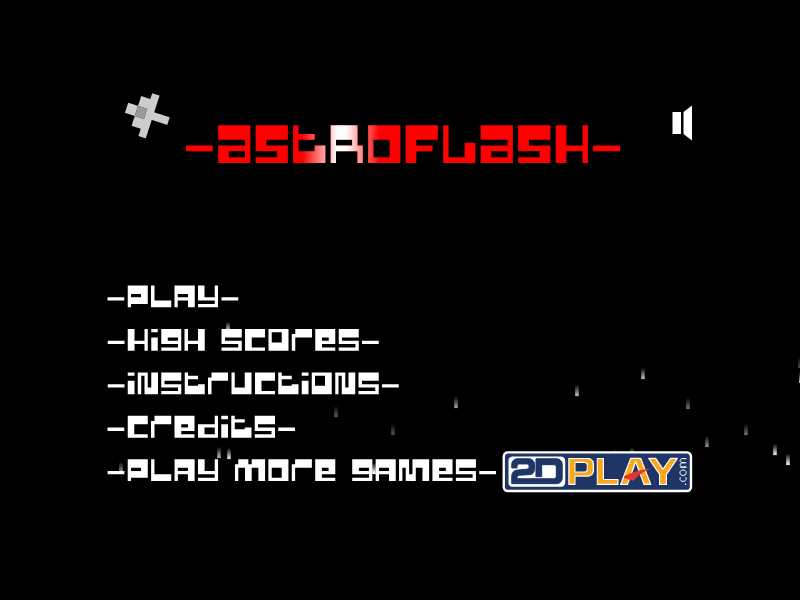 -astROFLash-
-PLAY-
-HigH scores-
-iNstructiONs-
-credits-
-PLAY more games- 2DPLAY.com